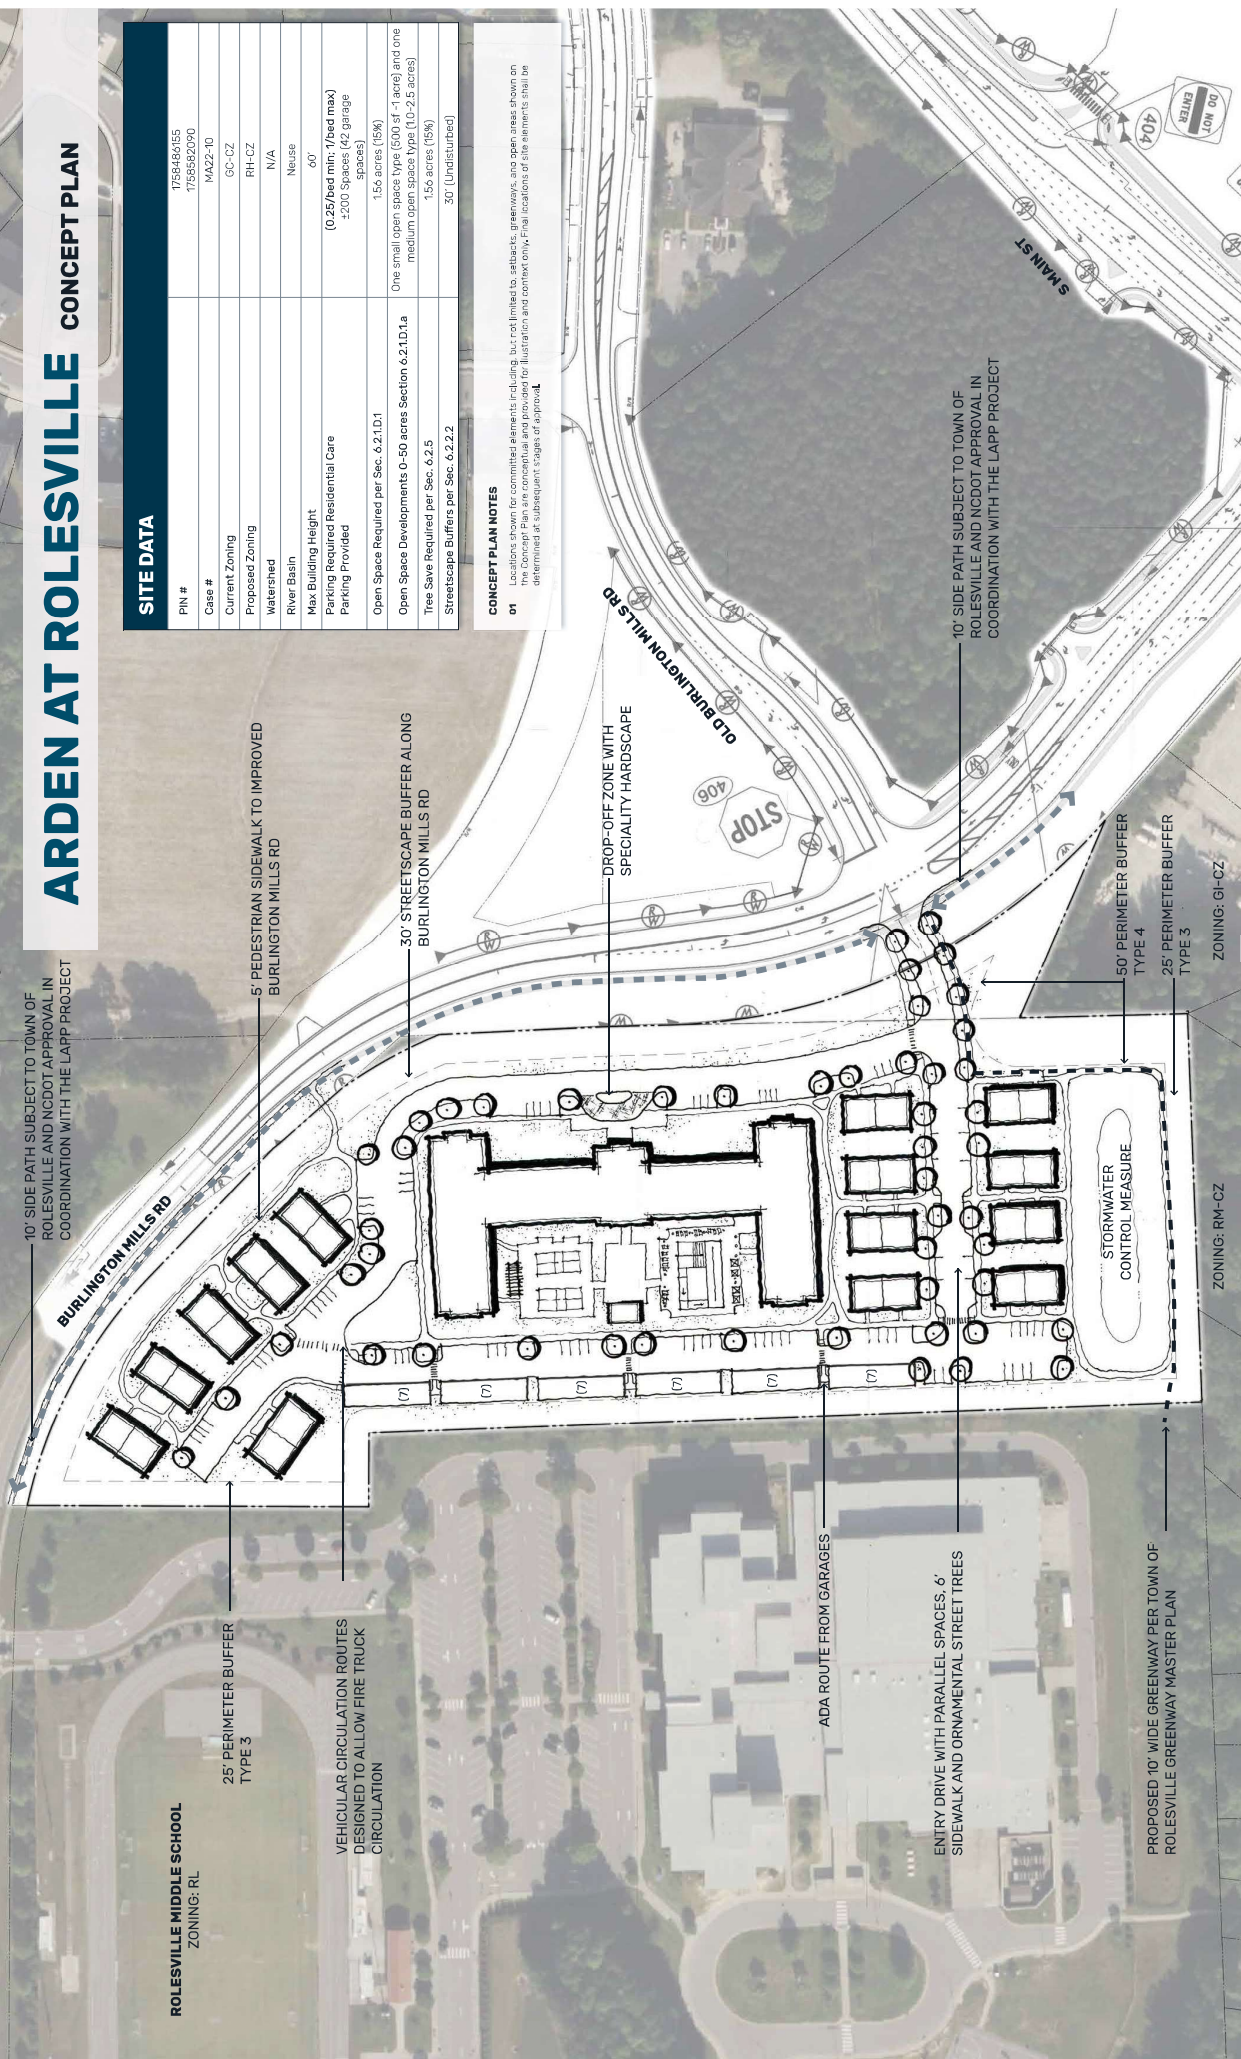 ARDEN AT ROLESVILLE CONCEPT PLAN
SITE DATA
PIN # 1758486155
1758582090
Case # MA22-10
Current Zoning GC-CZ
Proposed Zoning RH-CZ
Watershed N/A
River Basin Neuse
Max Building Height 60'
Parking Required Residential Care (0.25/bed min; 1/bed max)
Parking Provided ±200 Spaces (42 garage
spaces)
Open Space Required per Sec. 6.2.1.D.1 1.56 acres (15%)
Open Space Developments 0-50 acres Section 6.2.1.D.1.a One small open space type (500 sf -1 acre) and one
medium open space type (1.0-2.5 acres)
Tree Save Required per Sec. 6.2.5 1.56 acres (15%)
Streetscape Buffers per Sec. 6.2.2.2 30' (Undisturbed)
CONCEPT PLAN NOTES
01 Locations shown for committed elements including, but not limited to, setbacks, greenways, and open areas shown on
the Concept Plan are conceptual and provided for illustration and context only. Final locations of site elements shall be
determined at subsequent stages of approval.
10' SIDE PATH SUBJECT TO TOWN OF
ROLESVILLE AND NCDOT APPROVAL IN
COORDINATION WITH THE LAPP PROJECT
5' PEDESTRIAN SIDEWALK TO IMPROVED
BURLINGTON MILLS RD
30' STREETSCAPE BUFFER ALONG
BURLINGTON MILLS RD
DROP-OFF ZONE WITH
SPECIALITY HARDSCAPE
10' SIDE PATH SUBJECT TO TOWN OF
ROLESVILLE AND NCDOT APPROVAL IN
COORDINATION WITH THE LAPP PROJECT
BURLINGTON MILLS RD
OLD BURLINGTON MILLS RD
S MAIN ST
STOP
406
404
DO NOT
ENTER
50' PERIMETER BUFFER
TYPE 4
25' PERIMETER BUFFER
TYPE 3
ZONING: GI-CZ
ZONING: RM-CZ
STORMWATER
CONTROL MEASURE
(7)
(7)
(7)
(7)
(7)
(7)
25' PERIMETER BUFFER
TYPE 3
VEHICULAR CIRCULATION ROUTES
DESIGNED TO ALLOW FIRE TRUCK
CIRCULATION
ADA ROUTE FROM GARAGES
ENTRY DRIVE WITH PARALLEL SPACES, 6'
SIDEWALK AND ORNAMENTAL STREET TREES
PROPOSED 10' WIDE GREENWAY PER TOWN OF
ROLESVILLE GREENWAY MASTER PLAN
ROLESVILLE MIDDLE SCHOOL
ZONING: RL